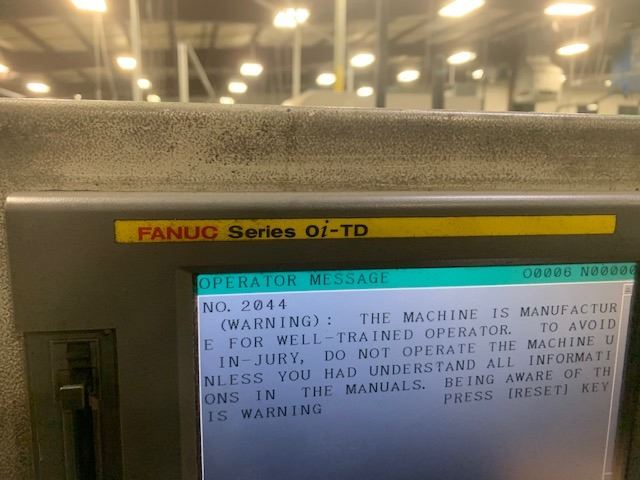 FANUC Series 0i-TD
OPERATOR MESSAGE O0006 N00000
NO. 2044
(WARNING) : THE MACHINE IS MANUFACTUR
E FOR WELL-TRAINED OPERATOR. TO AVOID
IN-JURY, DO NOT OPERATE THE MACHINE U
NLESS YOU HAD UNDERSTAND ALL INFORMATI
ONS IN THE MANUALS. BEING AWARE OF TH
IS WARNING PRESS [RESET] KEY